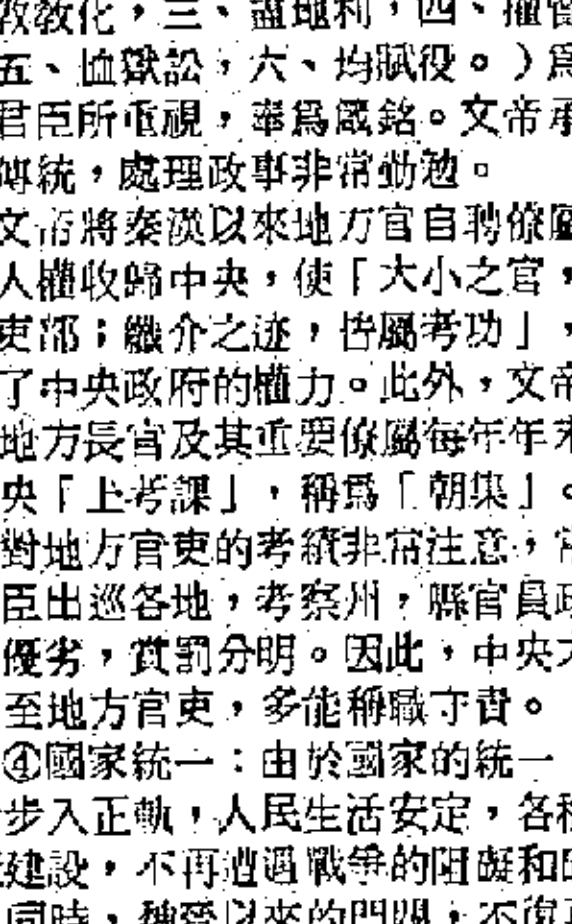 敎化，三、盡地利，四、擢
五、恤獄訟，六、均賦役。）爲
君臣所重視，奉爲箴銘。文帝承
傳統，處理政事非常勤勉。
文帝將秦漢以來地方官自聘僚屬
人權收歸中央，使「大小之官，
吏部；纖介之迹，皆屬考功」，
了中央政府的權力。此外，文帝
地方長官及其重要僚屬每年年末
央「上考課」，稱爲「朝集」。
對地方官吏的考績非常注意，常
臣出巡各地，考察州，縣官員政
優劣，賞罰分明。因此，中央
至地方官吏，多能稱職守責。
④國家統一：由於國家的統一
步入正軌，人民生活安定，各種
建設，不再遭遇戰爭的阻礙和
同時，魏晉以來的門閥，不復